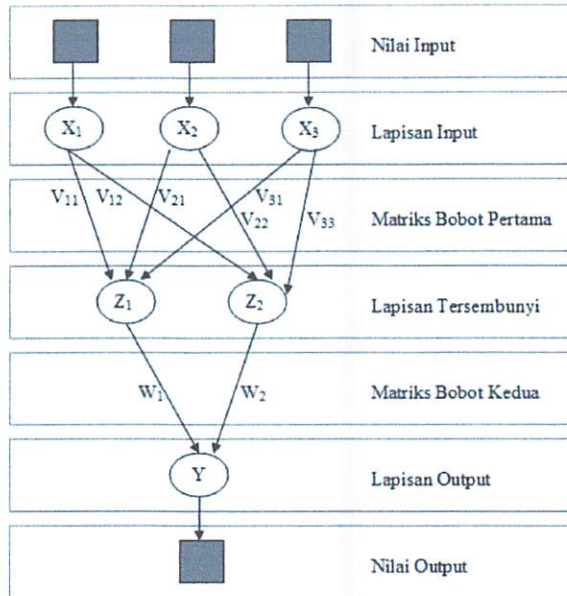 Nilai Input
X₁ X₂ X₃ Lapisan Input
V₁₁ V₁₂ V₂₁ V₃₁
V₂₂ V₃₃ Matriks Bobot Pertama
Z₁ Z₂ Lapisan Tersembunyi
W₁ W₂ Matriks Bobot Kedua
Y Lapisan Output
Nilai Output